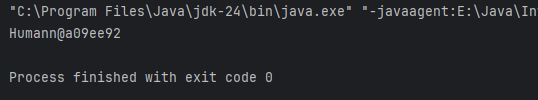 "C:\Program Files\Java\jdk-24\bin\java.exe" "-javaagent:E:\Java\In
Humann@a09ee92
Process finished with exit code 0